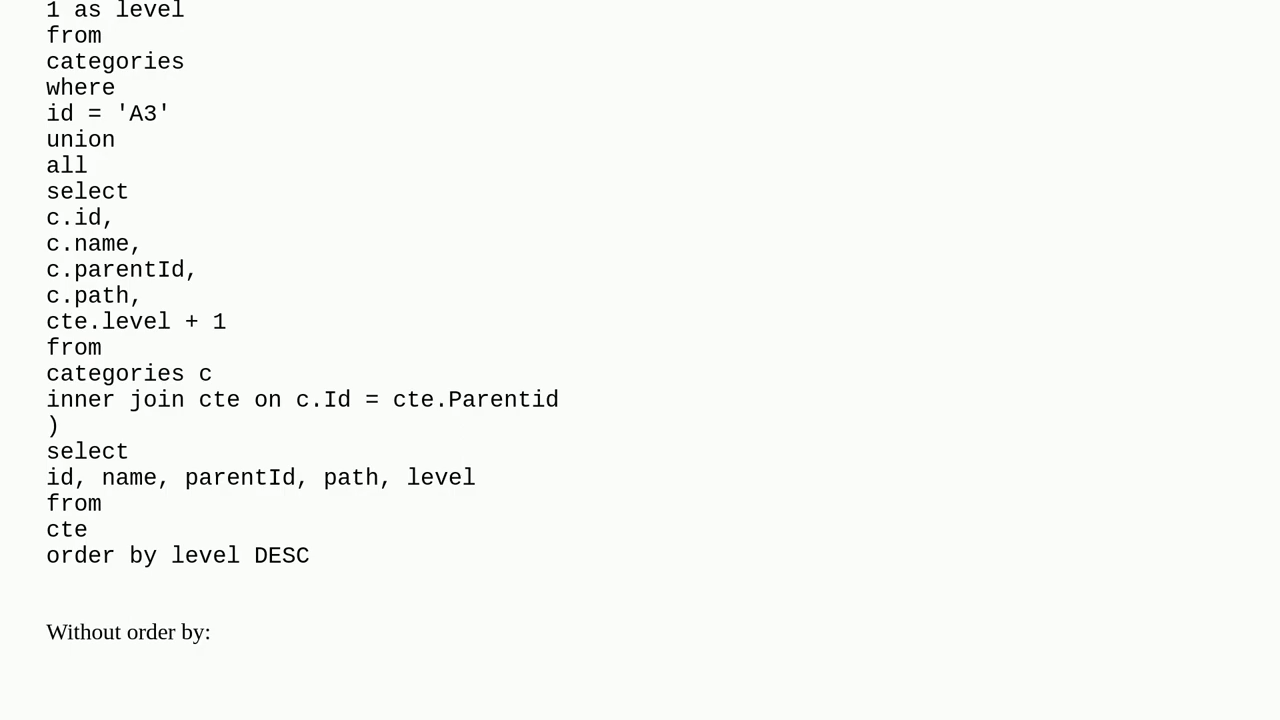 1 as level
from
categories
where
id = 'A3'
union
all
select
c.id,
c.name,
c.parentId,
c.path,
cte.level + 1
from
categories c
inner join cte on c.Id = cte.Parentid
)
select
id, name, parentId, path, level
from
cte
order by level DESC
Without order by: